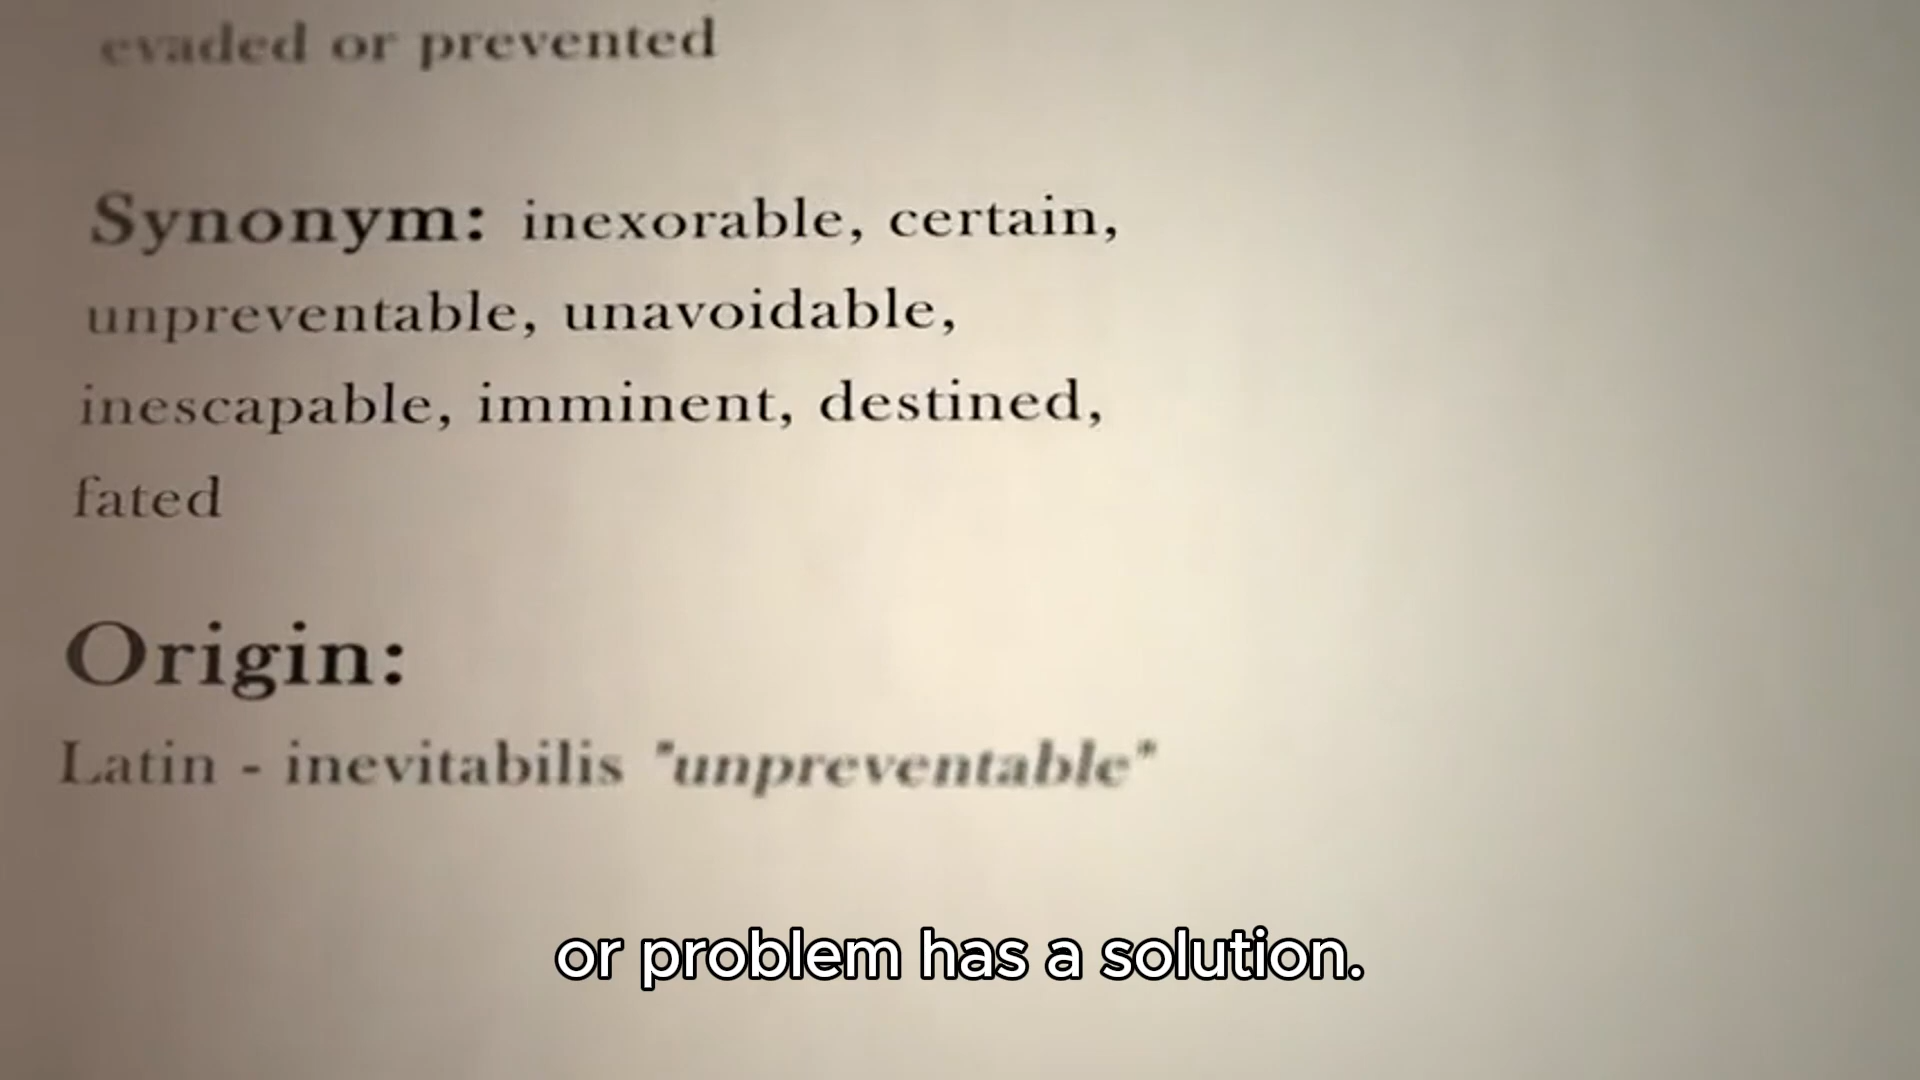 evaded or prevented
Synonym: inexorable, certain,
unpreventable, unavoidable,
inescapable, imminent, destined,
fated
Origin:
Latin - inevitabilis "unpreventable"
or problem has a solution.